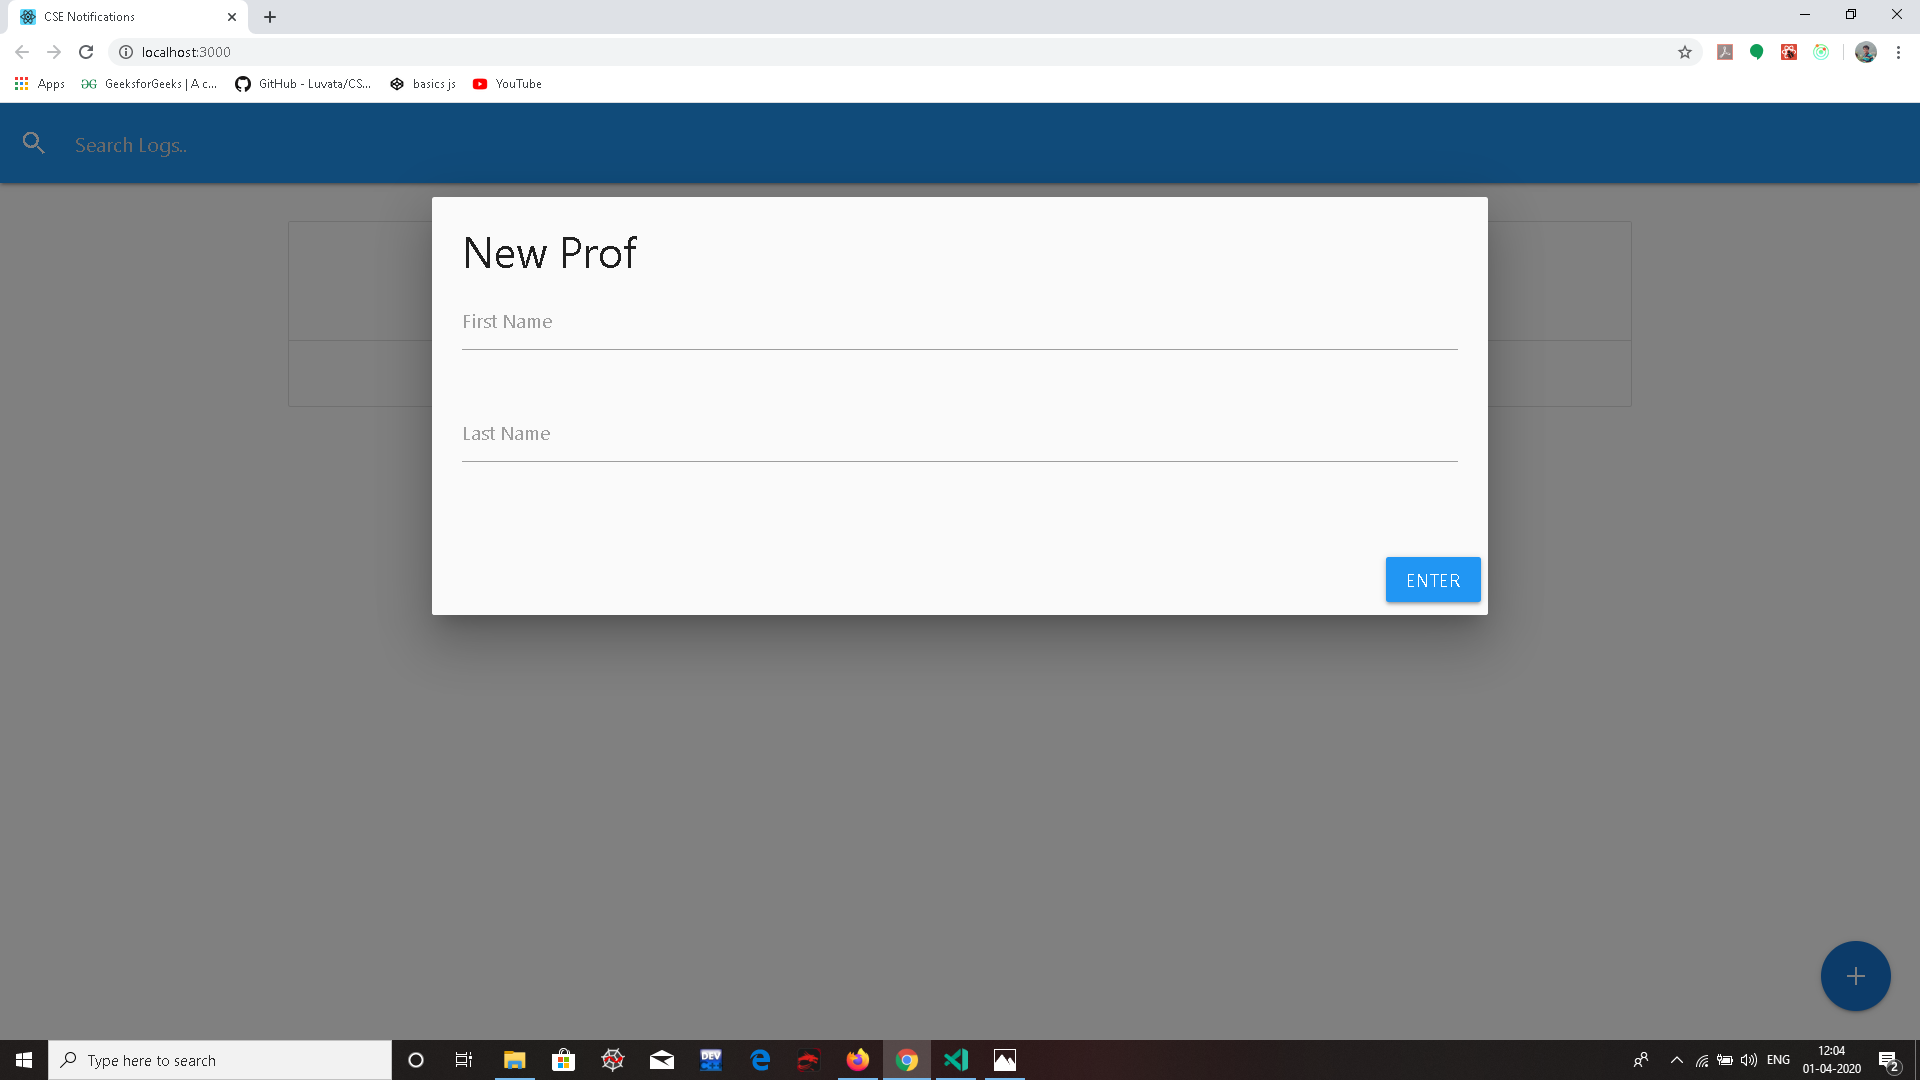 CSE Notifications
localhost:3000
Apps
GeeksforGeeks | A c...
GitHub - Luvata/CS...
basics js
YouTube
Search Logs..
New Prof
First Name
Last Name
ENTER
Type here to search
DEV
ENG
12:04
01-04-2020
2